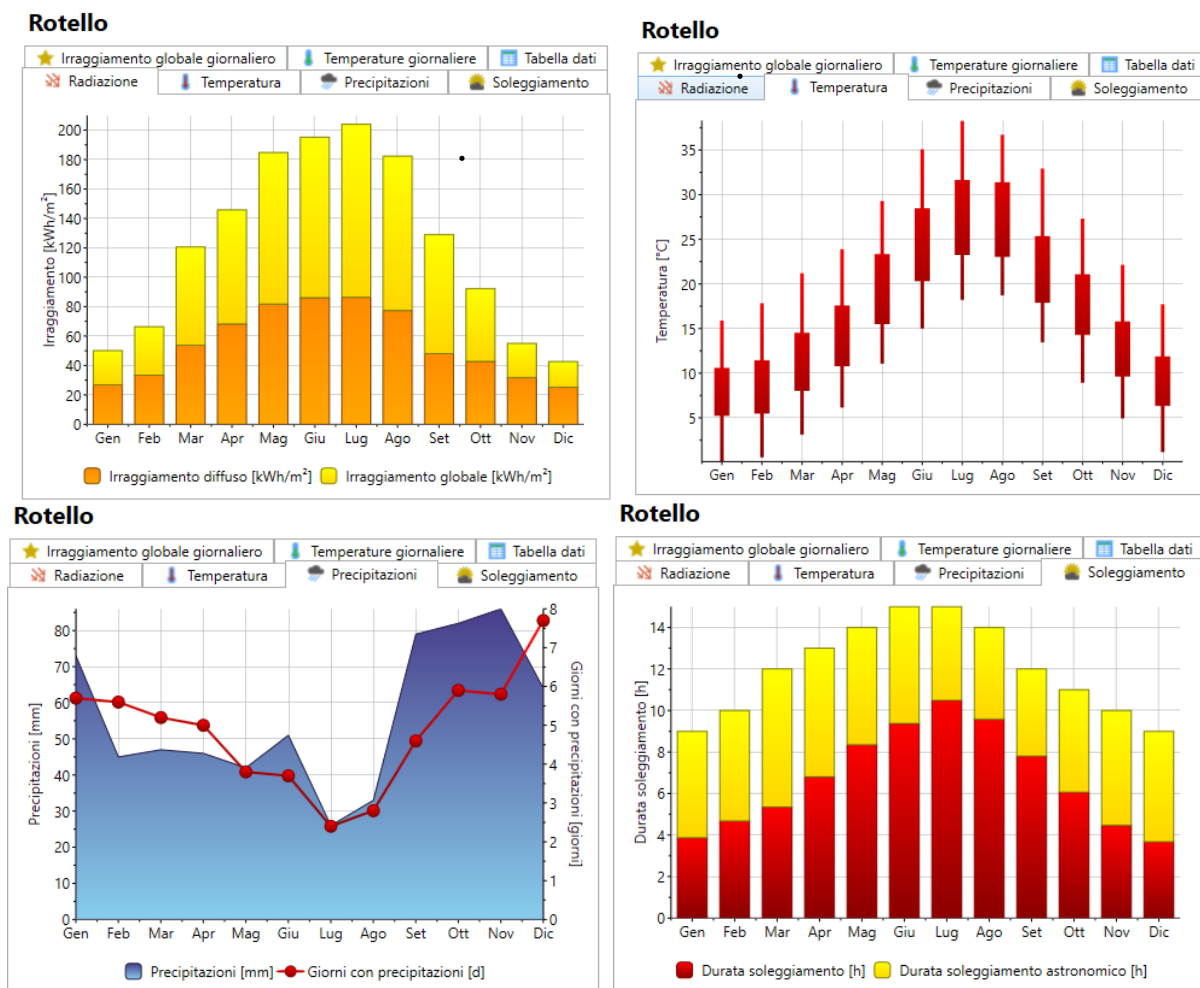 Rotello
Irraggiamento globale giornaliero Temperature giornaliere Tabella dati
Radiazione Temperatura Precipitazioni Soleggiamento
Irraggiamento [kWh/m²]
200
180
160
140
120
100
80
60
40
20
0
Gen Feb Mar Apr Mag Giu Lug Ago Set Ott Nov Dic
Irraggiamento diffuso [kWh/m²] Irraggiamento globale [kWh/m²]
Rotello
Irraggiamento globale giornaliero Temperature giornaliere Tabella dati
Radiazione Temperatura Precipitazioni Soleggiamento
Temperatura [°C]
35
30
25
20
15
10
5
Gen Feb Mar Apr Mag Giu Lug Ago Set Ott Nov Dic
Rotello
Irraggiamento globale giornaliero Temperature giornaliere Tabella dati
Radiazione Temperatura Precipitazioni Soleggiamento
Precipitazioni [mm]
80
70
60
50
40
30
20
10
0
8
7
6
5
4
3
2
1
0
Giorni con precipitazioni [giorni]
Gen Feb Mar Apr Mag Giu Lug Ago Set Ott Nov Dic
Precipitazioni [mm] Giorni con precipitazioni [d]
Rotello
Irraggiamento globale giornaliero Temperature giornaliere Tabella dati
Radiazione Temperatura Precipitazioni Soleggiamento
Durata soleggiamento [h]
14
12
10
8
6
4
2
0
Gen Feb Mar Apr Mag Giu Lug Ago Set Ott Nov Dic
Durata soleggiamento [h] Durata soleggiamento astronomico [h]